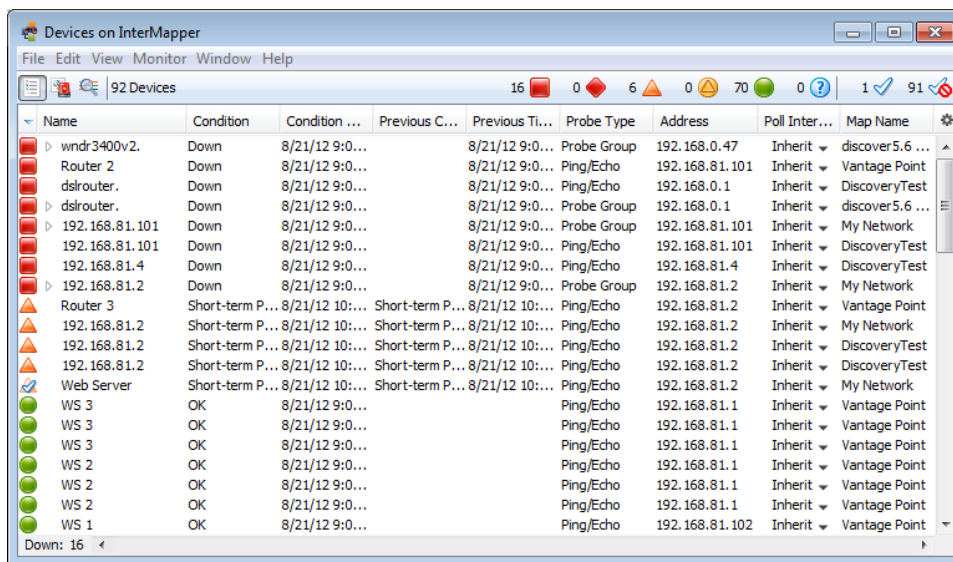 Devices on InterMapper
File Edit View Monitor Window Help
92 Devices 16 0 6 0 70 0 ? 1 91
Name Condition Condition ... Previous C... Previous Ti... Probe Type Address Poll Inter... Map Name
wndr3400v2. Down 8/21/12 9:0... 8/21/12 9:0... Probe Group 192.168.0.47 Inherit discover5.6 ...
Router 2 Down 8/21/12 9:0... 8/21/12 9:0... Ping/Echo 192.168.81.101 Inherit Vantage Point
dslrouter. Down 8/21/12 9:0... 8/21/12 9:0... Ping/Echo 192.168.0.1 Inherit DiscoveryTest
dslrouter. Down 8/21/12 9:0... 8/21/12 9:0... Probe Group 192.168.0.1 Inherit discover5.6 ...
192.168.81.101 Down 8/21/12 9:0... 8/21/12 9:0... Probe Group 192.168.81.101 Inherit My Network
192.168.81.101 Down 8/21/12 9:0... 8/21/12 9:0... Ping/Echo 192.168.81.101 Inherit DiscoveryTest
192.168.81.4 Down 8/21/12 9:0... 8/21/12 9:0... Ping/Echo 192.168.81.4 Inherit DiscoveryTest
192.168.81.2 Down 8/21/12 9:0... 8/21/12 9:0... Probe Group 192.168.81.2 Inherit My Network
Router 3 Short-term P... 8/21/12 10:... Short-term P... 8/21/12 10:... Ping/Echo 192.168.81.2 Inherit Vantage Point
192.168.81.2 Short-term P... 8/21/12 10:... Short-term P... 8/21/12 10:... Ping/Echo 192.168.81.2 Inherit My Network
192.168.81.2 Short-term P... 8/21/12 10:... Short-term P... 8/21/12 10:... Ping/Echo 192.168.81.2 Inherit DiscoveryTest
192.168.81.2 Short-term P... 8/21/12 10:... Short-term P... 8/21/12 10:... Ping/Echo 192.168.81.2 Inherit DiscoveryTest
Web Server Short-term P... 8/21/12 10:... Short-term P... 8/21/12 10:... Ping/Echo 192.168.81.2 Inherit My Network
WS 3 OK 8/21/12 9:0... Ping/Echo 192.168.81.1 Inherit Vantage Point
WS 3 OK 8/21/12 9:0... Ping/Echo 192.168.81.1 Inherit Vantage Point
WS 3 OK 8/21/12 9:0... Ping/Echo 192.168.81.1 Inherit Vantage Point
WS 2 OK 8/21/12 9:0... Ping/Echo 192.168.81.1 Inherit Vantage Point
WS 2 OK 8/21/12 9:0... Ping/Echo 192.168.81.1 Inherit Vantage Point
WS 2 OK 8/21/12 9:0... Ping/Echo 192.168.81.1 Inherit Vantage Point
WS 1 OK 8/21/12 9:0... Ping/Echo 192.168.81.102 Inherit Vantage Point
Down: 16